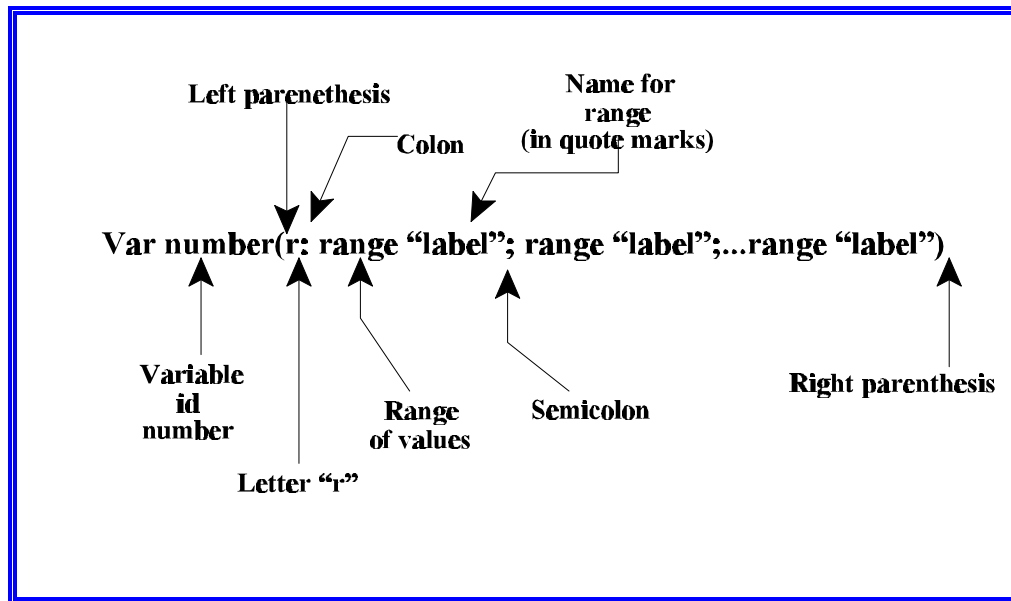 Left parenethesis
Name for
range
(in quote marks)
Colon
Var number(r: range “label”; range “label”;...range “label”)
Variable
id
number
Range
of values
Semicolon
Right parenthesis
Letter “r”